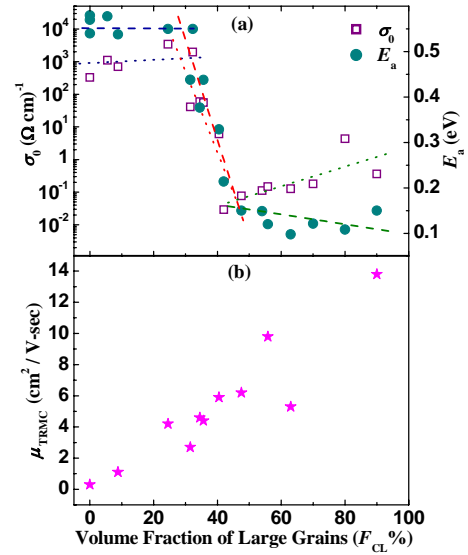 (a)
σ₀
Eₐ
10⁴
10³
10²
10¹
1
10⁻¹
10⁻²
σ₀ (Ω cm)⁻¹
0.5
0.4
0.3
0.2
0.1
Eₐ (eV)
(b)
14
12
10
8
6
4
2
0
μTRMC (cm² / V-sec)
0 20 40 60 80 100
Volume Fraction of Large Grains (F_CL%)